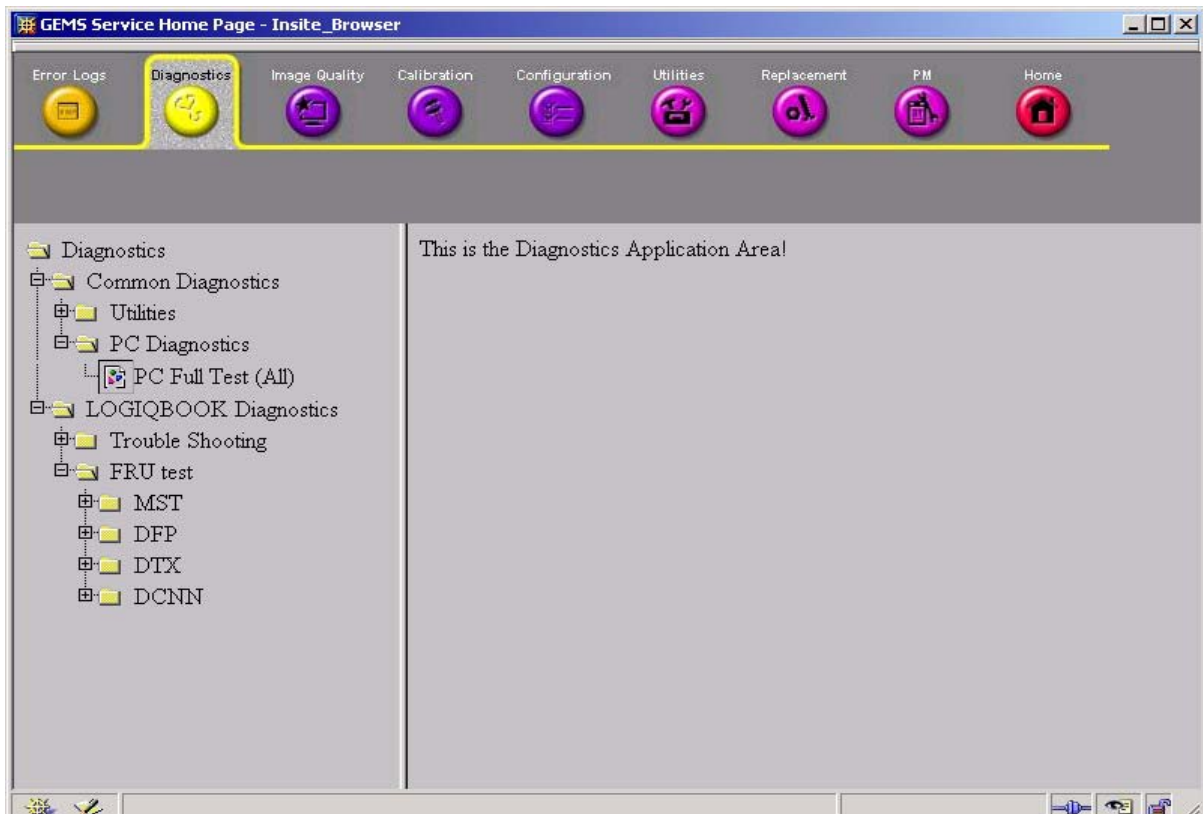 GEMS Service Home Page - Insite_Browser
Error Logs
Diagnostics
Image Quality
Calibration
Configuration
Utilities
Replacement
PM
Home
Diagnostics
Common Diagnostics
Utilities
PC Diagnostics
PC Full Test (All)
LOGIQBOOK Diagnostics
Trouble Shooting
FRU test
MST
DFP
DTX
DCNN
This is the Diagnostics Application Area!